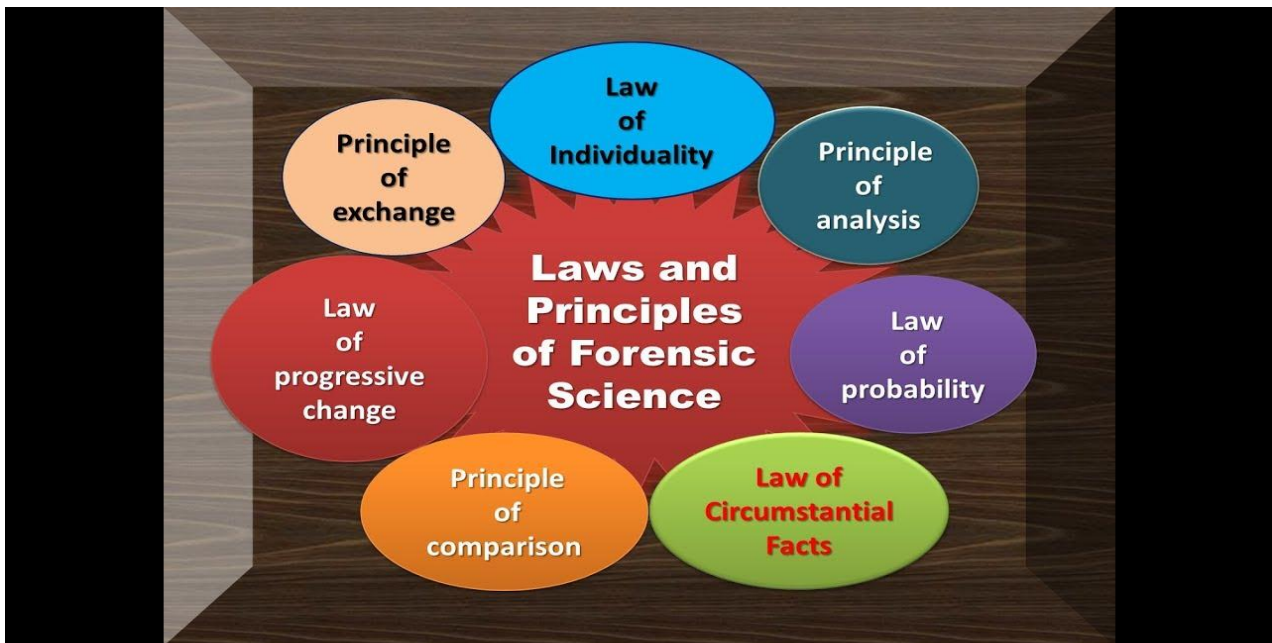 Law
of
Individuality
Principle
of
exchange
Principle
of
analysis
Laws and
Principles
of Forensic
Science
Law
of
progressive
change
Law
of
probability
Principle
of
comparison
Law of
Circumstantial
Facts